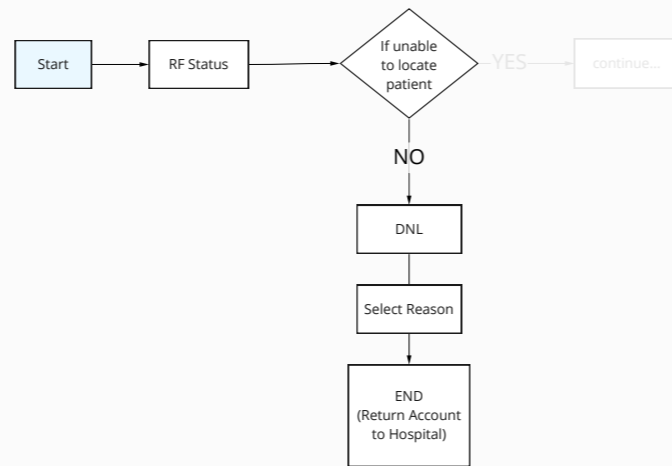 Start
RF Status
If unable
to locate
patient
YES
continue...
NO
DNL
Select Reason
END
(Return Account
to Hospital)